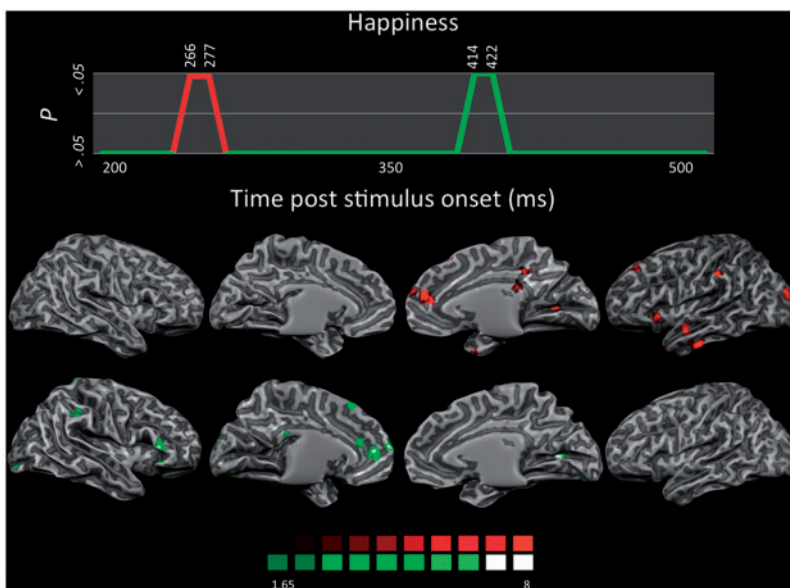 Happiness
266
277
414
422
< .05
P
> .05
200 350 500
Time post stimulus onset (ms)
1.65 8